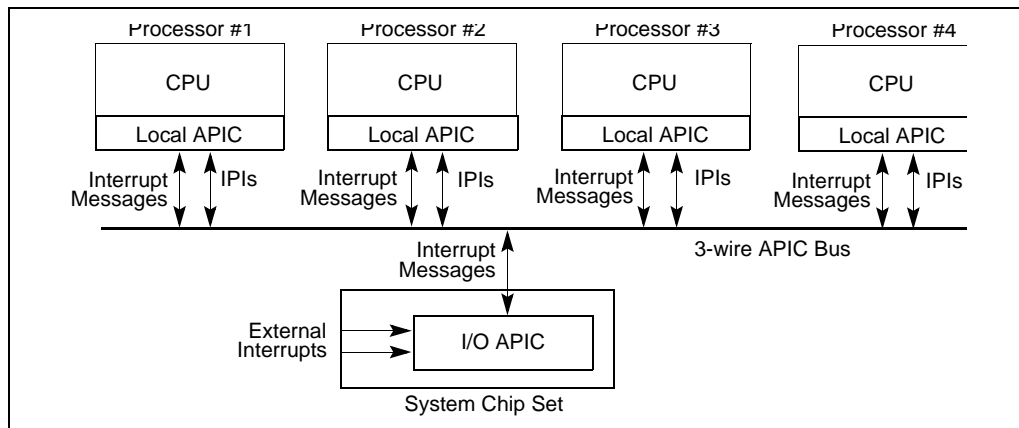 Processor #1
Processor #2
Processor #3
Processor #4
CPU
CPU
CPU
CPU
Local APIC
Local APIC
Local APIC
Local APIC
Interrupt
Messages
IPIs
Interrupt
Messages
IPIs
Interrupt
Messages
IPIs
Interrupt
Messages
IPIs
Interrupt
Messages
3-wire APIC Bus
External
Interrupts
I/O APIC
System Chip Set